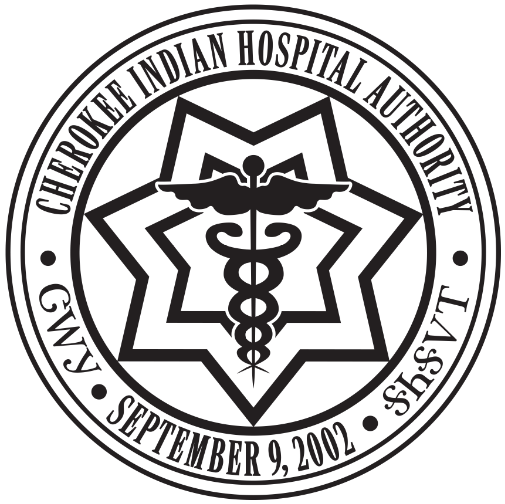 CHEROKEE INDIAN HOSPITAL AUTHORITY
ᏣᎳᎩ
SEPTEMBER 9, 2002